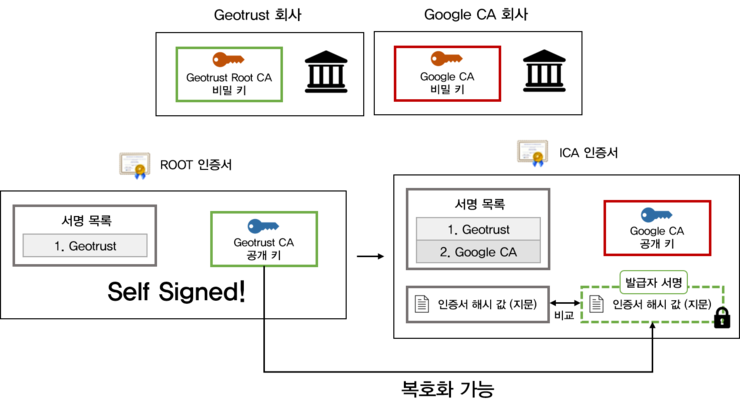 Geotrust 회사
Google CA 회사
Geotrust Root CA
비밀 키
Google CA
비밀 키
ROOT 인증서
ICA 인증서
서명 목록
1. Geotrust
Geotrust CA
공개 키
Self Signed!
서명 목록
1. Geotrust
2. Google CA
Google CA
공개 키
발급자 서명
인증서 해시 값 (지문)
비교
인증서 해시 값 (지문)
복호화 가능